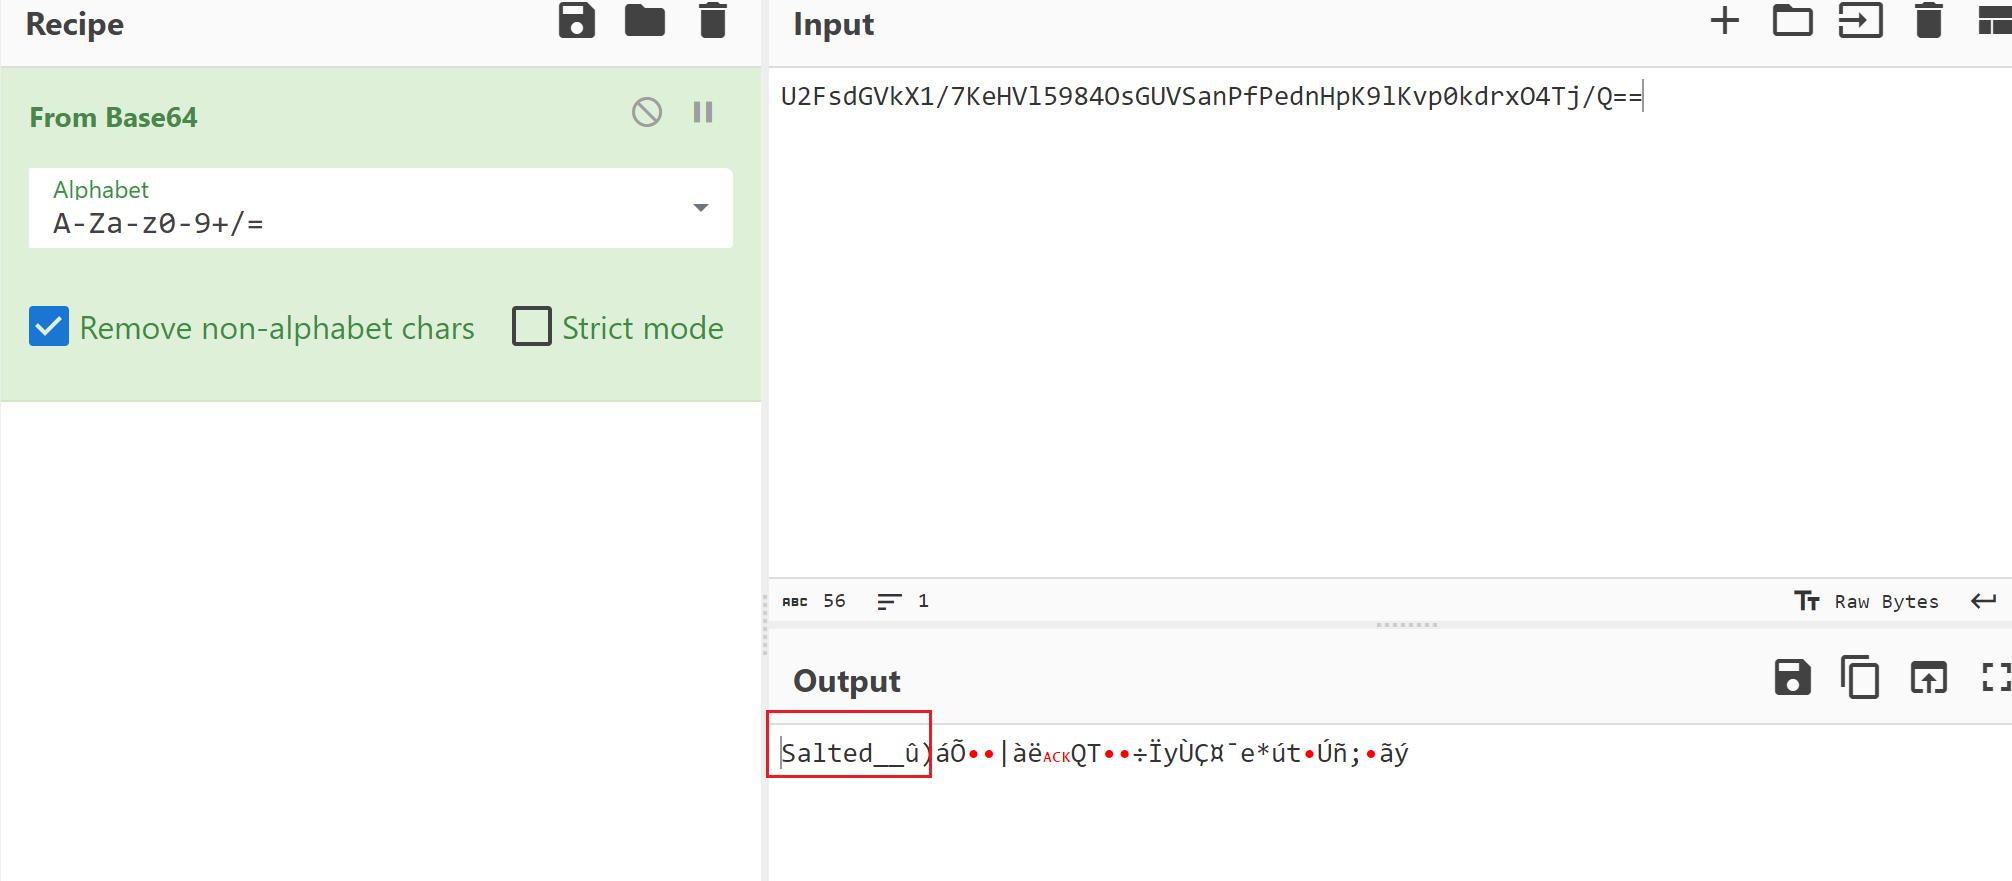 Recipe
From Base64
Alphabet
A-Za-z0-9+/=
Remove non-alphabet chars Strict mode
Input
U2FsdGVkX1/7KeHVl5984OsGUVSanPfPednHpK9lKvp0kdrxO4Tj/Q==
ABC 56 1 Tт Raw Bytes
Output
Salted__û)áÕ••|àëACKQT••÷ÏyÙÇ¤¯e*út•Úñ;•ãý